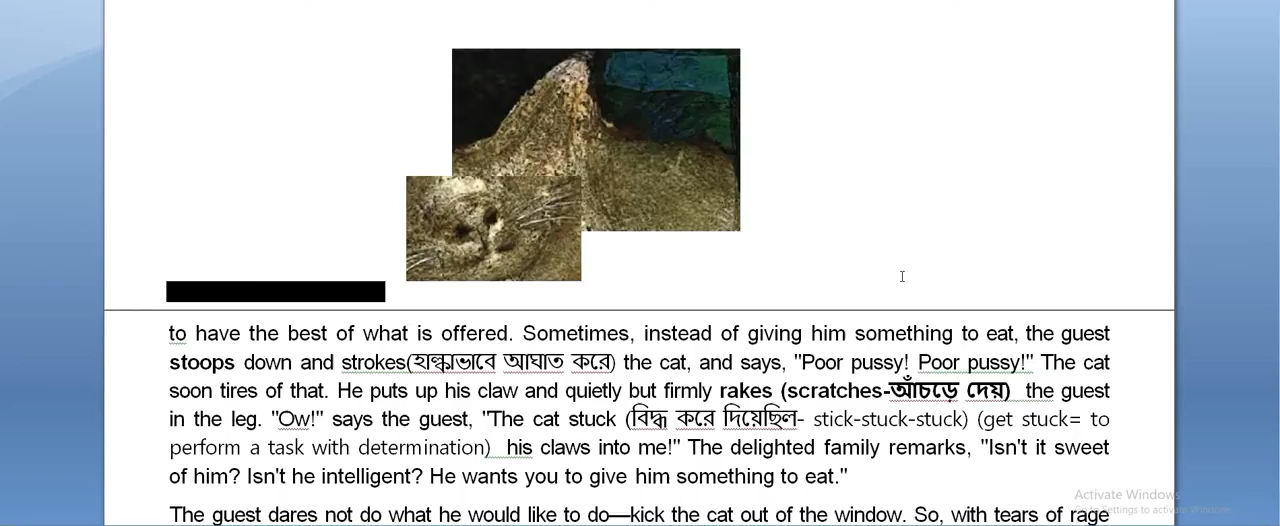 to have the best of what is offered. Sometimes, instead of giving him something to eat, the guest
stoops down and strokes(হাল্কাভাবে আঘাত করে) the cat, and says, "Poor pussy! Poor pussy!" The cat
soon tires of that. He puts up his claw and quietly but firmly rakes (scratches-আঁচড়ে দেয়) the guest
in the leg. "Ow!" says the guest, "The cat stuck (বিদ্ধ করে দিয়েছিল- stick-stuck-stuck) (get stuck= to
perform a task with determination) his claws into me!" The delighted family remarks, "Isn't it sweet
of him? Isn't he intelligent? He wants you to give him something to eat."
The guest dares not do what he would like to do—kick the cat out of the window. So, with tears of rage
Activate Windows
Go to Settings to activate Windows.